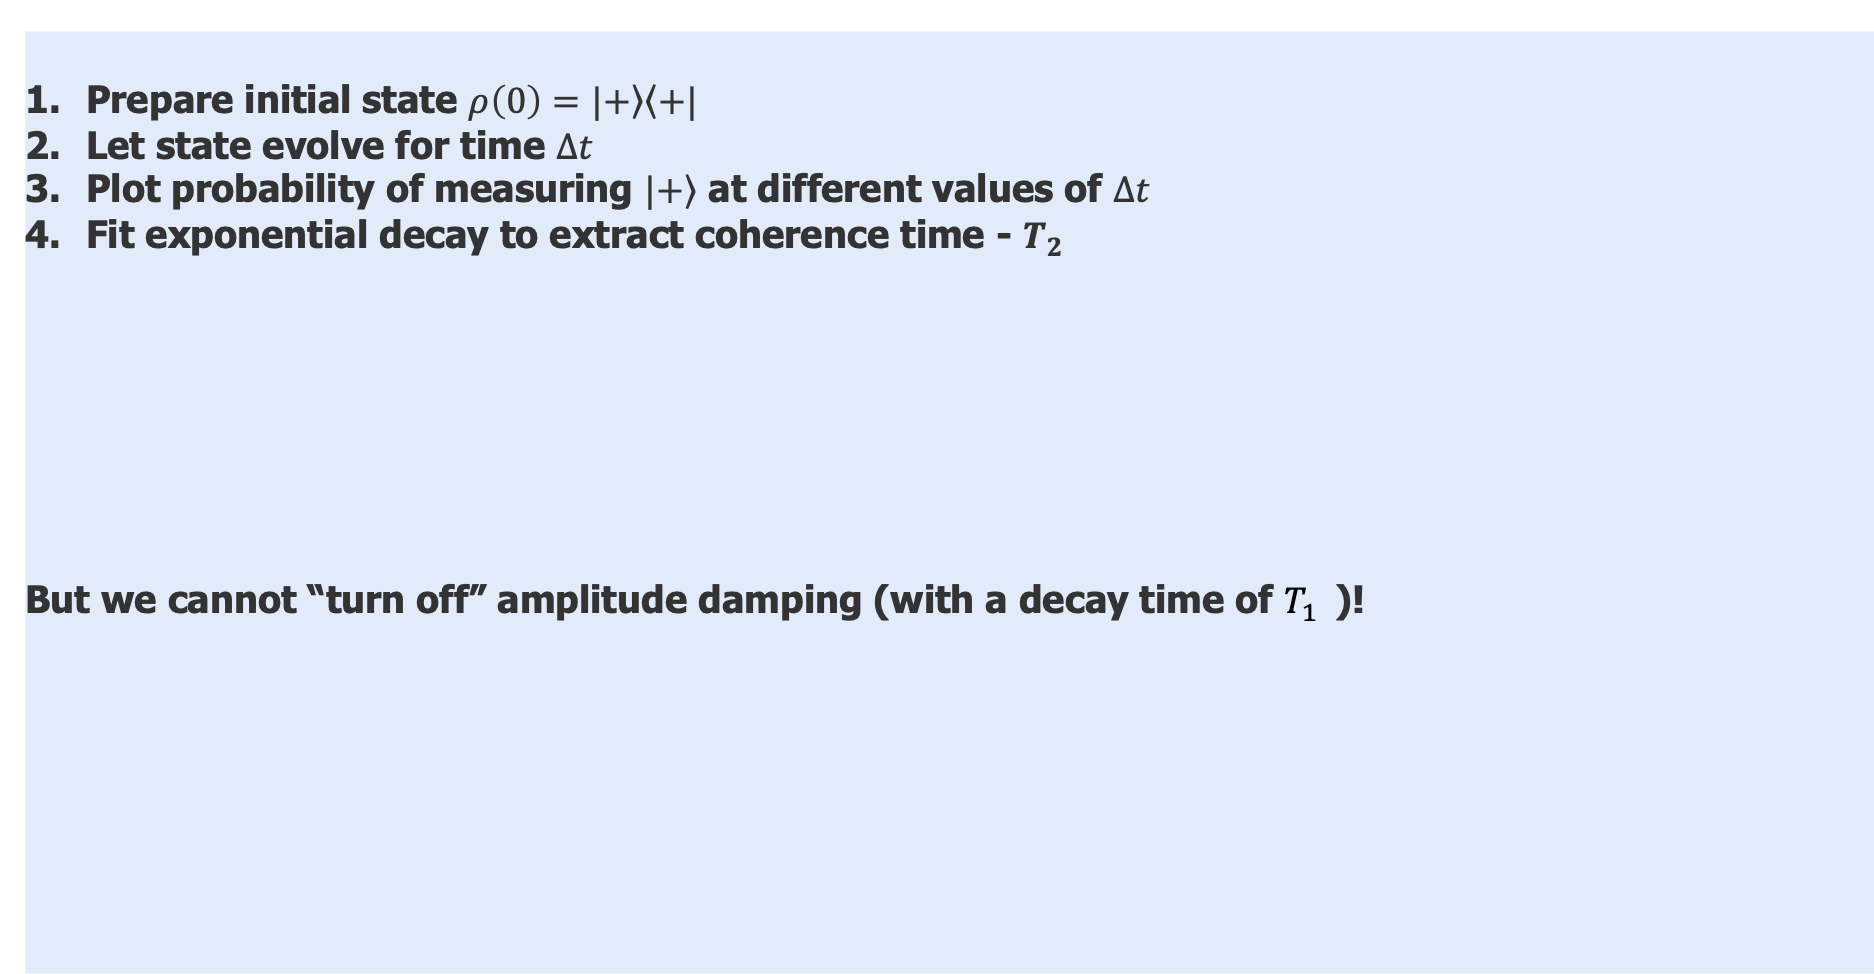 1. Prepare initial state ρ(0) = |+⟩⟨+|
2. Let state evolve for time Δt
3. Plot probability of measuring |+⟩ at different values of Δt
4. Fit exponential decay to extract coherence time - T₂
But we cannot “turn off” amplitude damping (with a decay time of T₁ )!